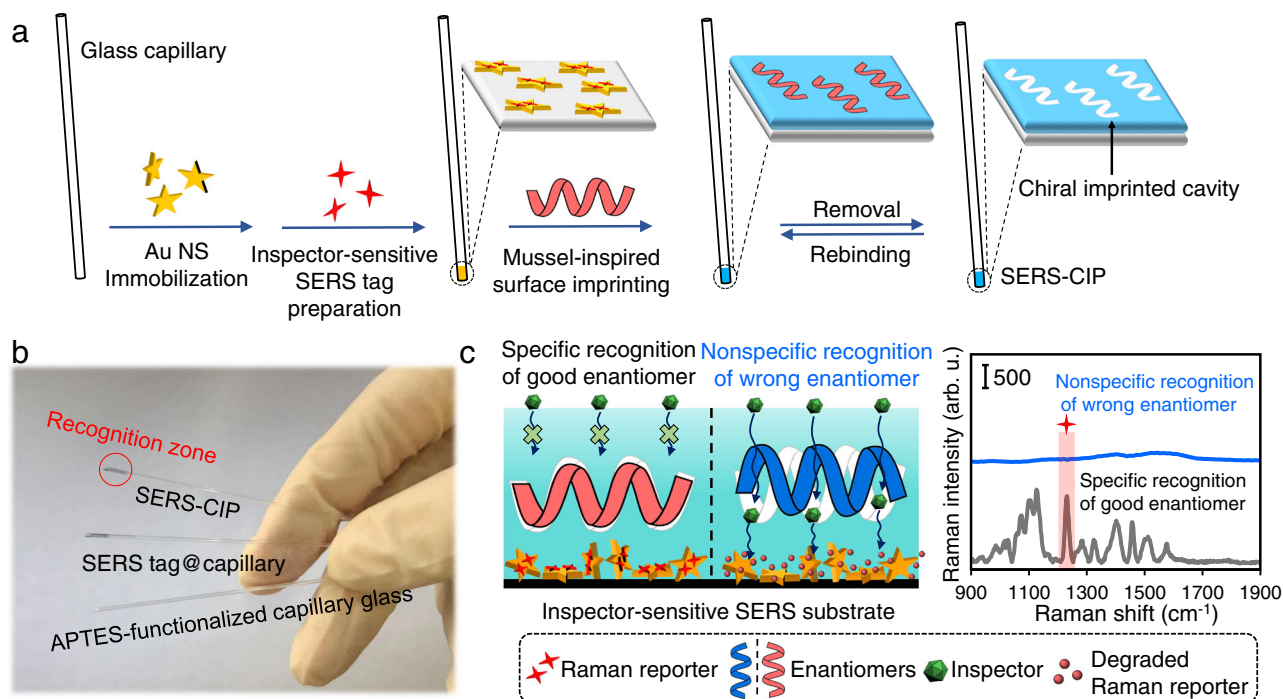 a
Glass capillary
Au NS
Immobilization
Inspector-sensitive
SERS tag
preparation
Mussel-inspired
surface imprinting
Removal
Rebinding
Chiral imprinted cavity
SERS-CIP
b
Recognition zone
SERS-CIP
SERS tag@capillary
APTES-functionalized capillary glass
c
Specific recognition
of good enantiomer
Nonspecific recognition
of wrong enantiomer
Inspector-sensitive SERS substrate
Raman intensity (arb. u.)
500
Nonspecific recognition
of wrong enantiomer
Specific recognition
of good enantiomer
900 1100 1300 1500 1700 1900
Raman shift (cm⁻¹)
Raman reporter
Enantiomers
Inspector
Degraded
Raman reporter